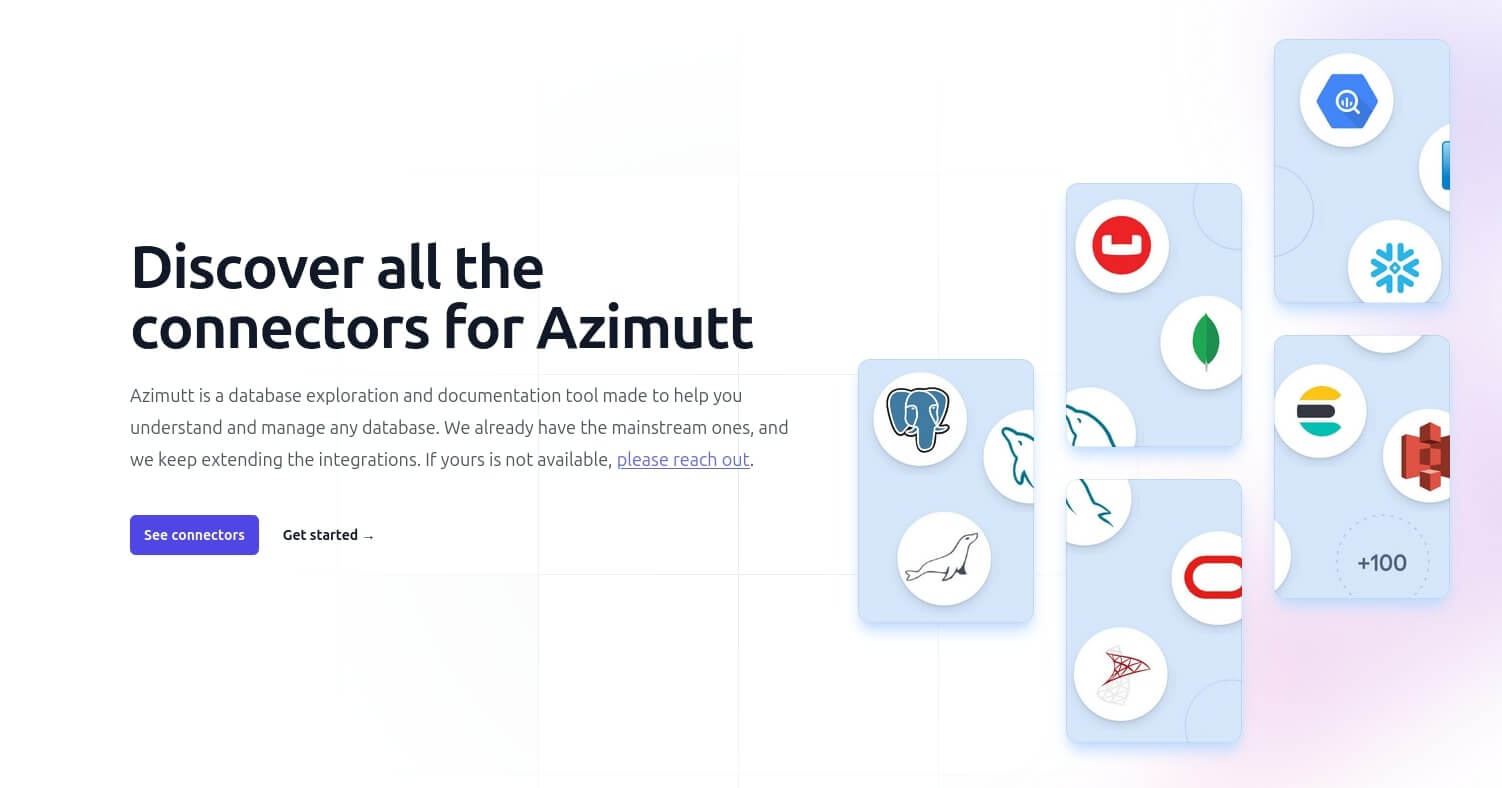 Discover all the
connectors for Azimutt
Azimutt is a database exploration and documentation tool made to help you
understand and manage any database. We already have the mainstream ones, and
we keep extending the integrations. If yours is not available, please reach out.
See connectors
Get started →
+100